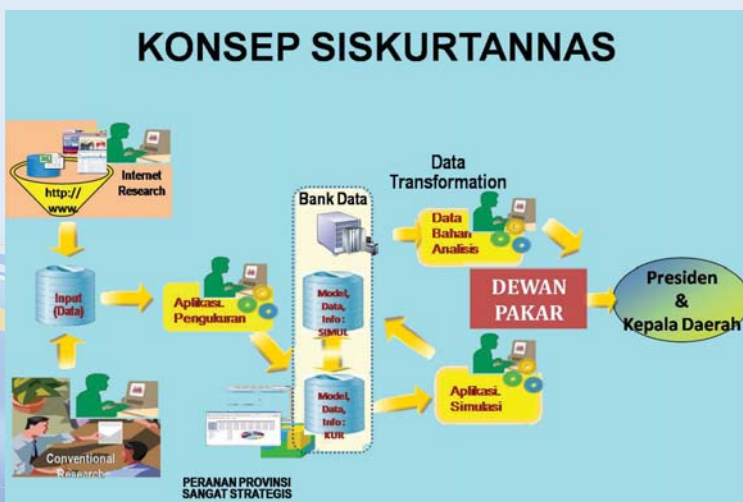 KONSEP SISKURTANNAS
Internet
Research
http://
www.
Input
(Data)
Conventional
Research
Aplikasi.
Pengukuran
PERANAN PROVINSI
SANGAT STRATEGIS
Bank Data
Model,
Data,
Info :
SIMUL
Model,
Data,
Info :
KUR
Data
Transformation
Data
Bahan
Analisis
Aplikasi.
Simulasi
DEWAN
PAKAR
Presiden
&
Kepala Daerah